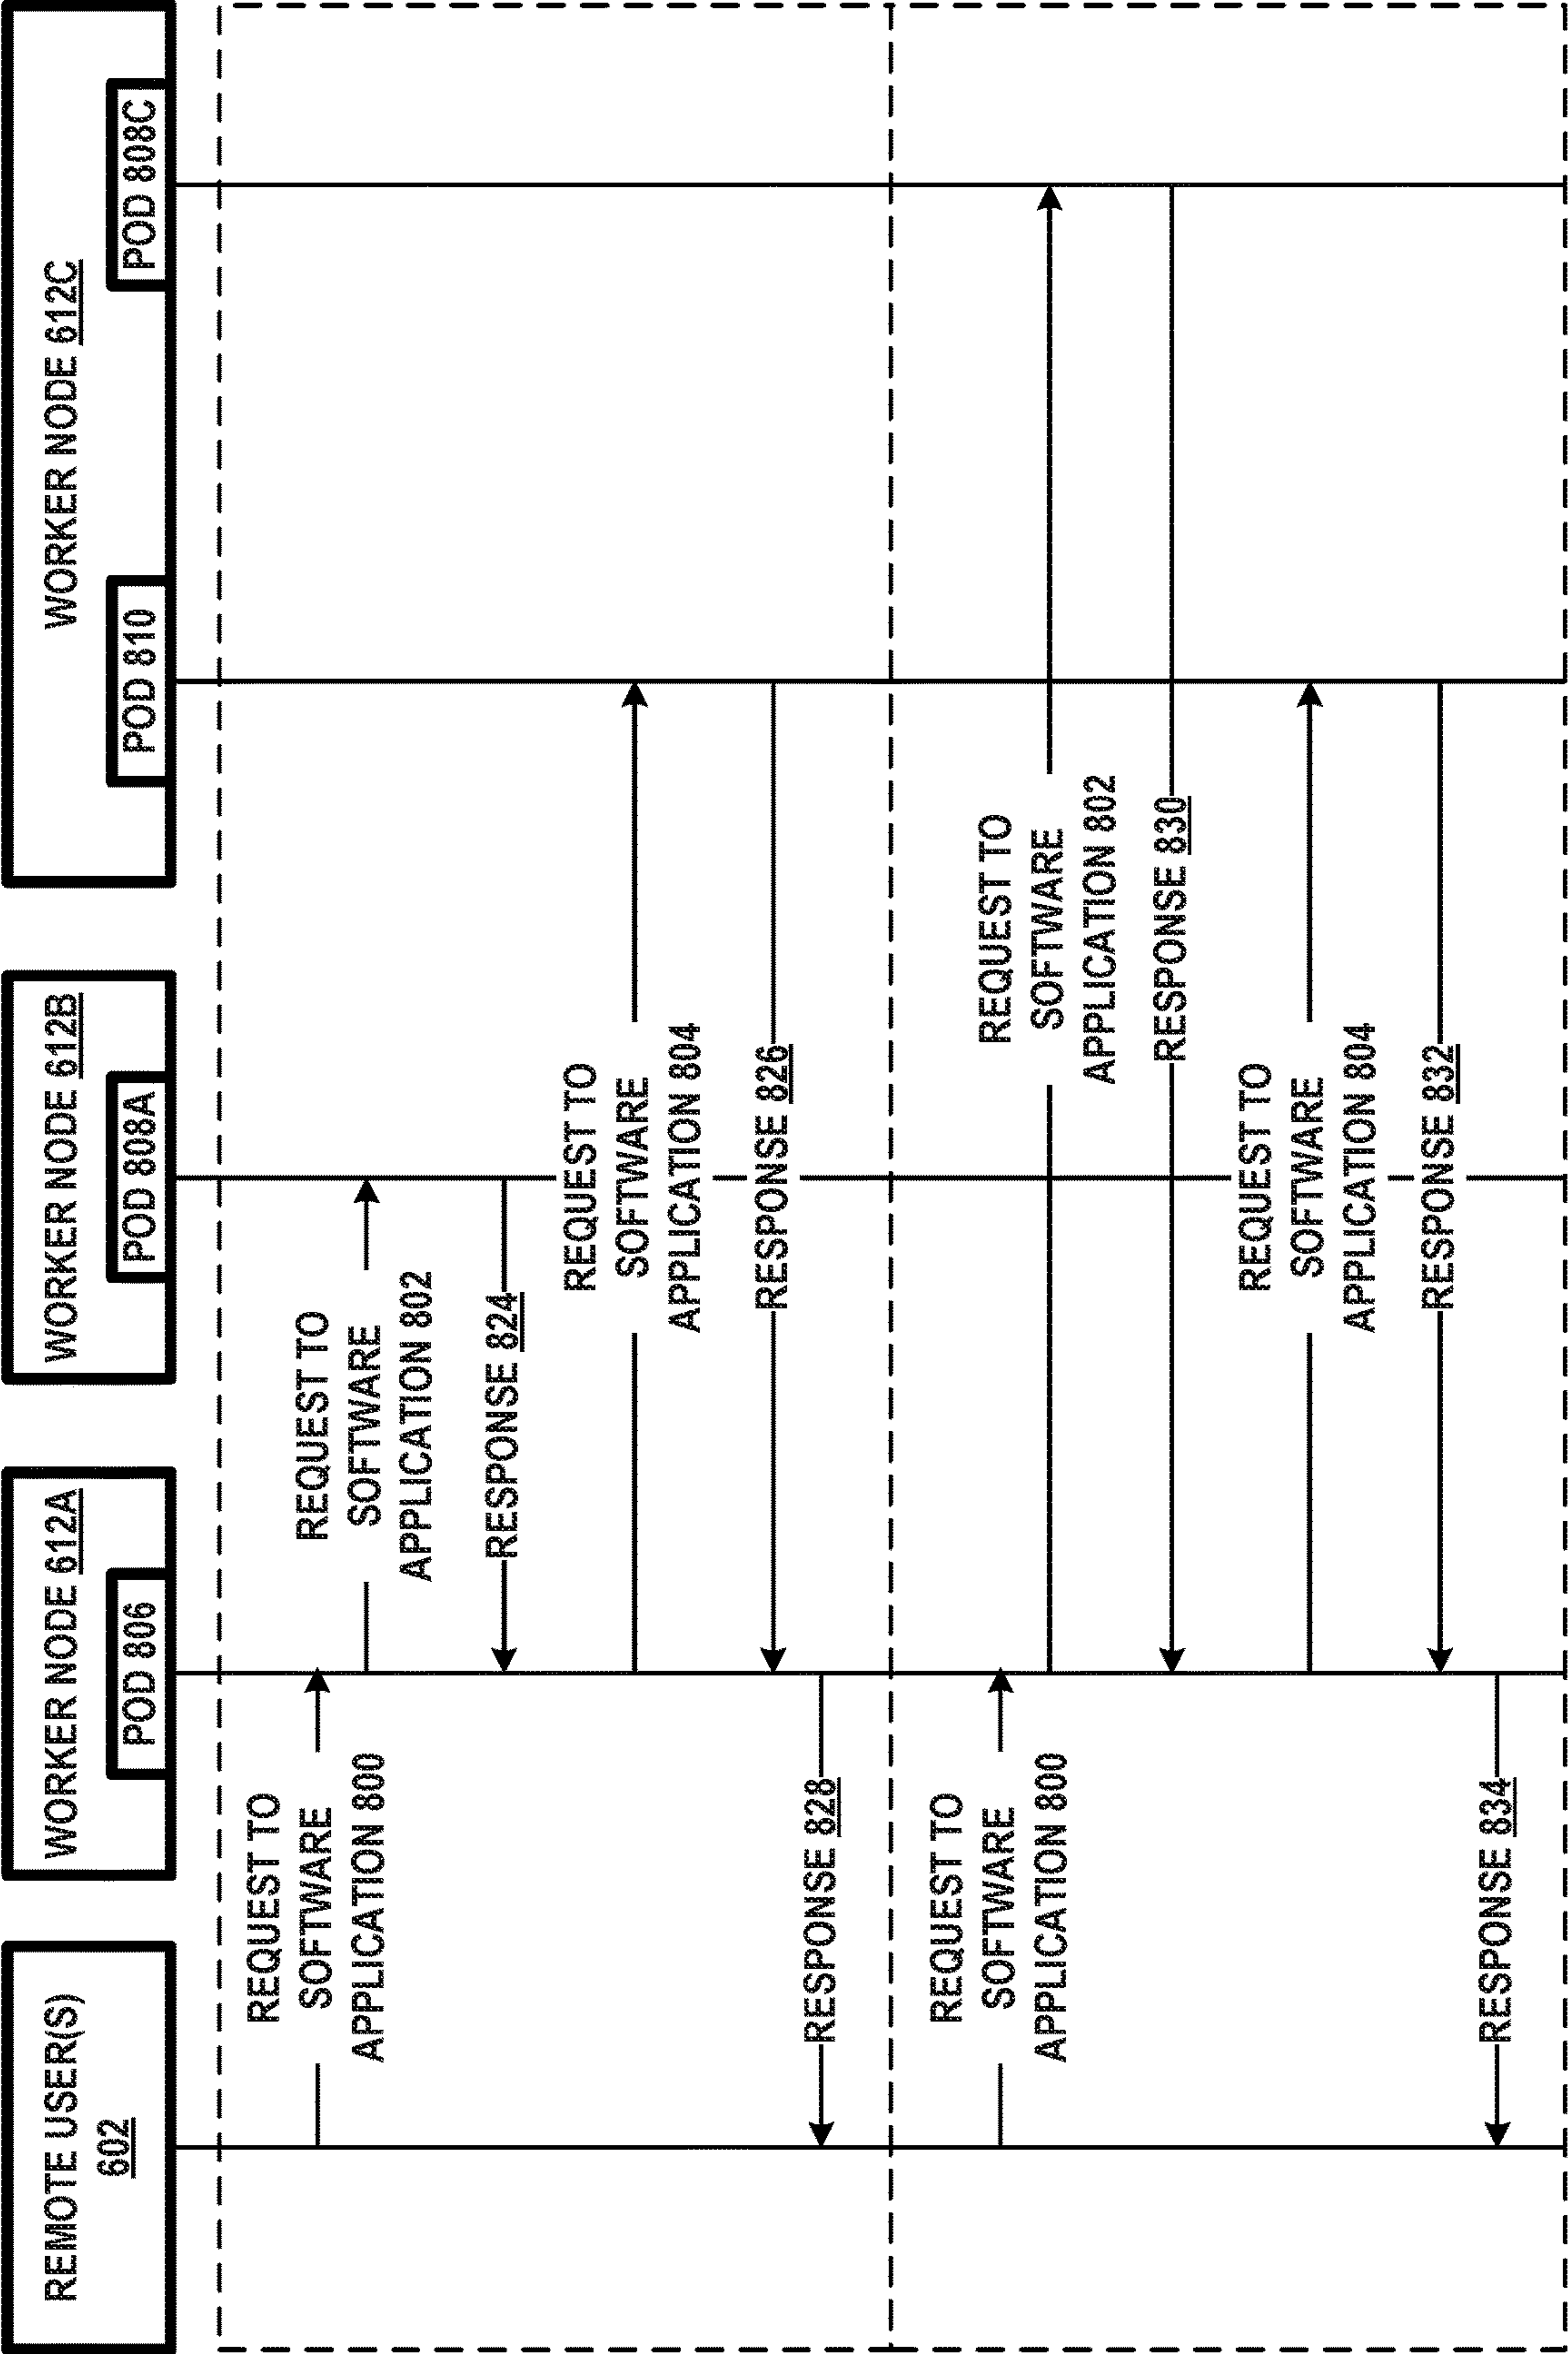 REMOTE USER(S)
602
WORKER NODE 612A
POD 806
WORKER NODE 612B
POD 808A
WORKER NODE 612C
POD 810
POD 808C
REQUEST TO
SOFTWARE
APPLICATION 800
REQUEST TO
SOFTWARE
APPLICATION 802
RESPONSE 824
REQUEST TO
SOFTWARE
APPLICATION 804
RESPONSE 826
RESPONSE 828
REQUEST TO
SOFTWARE
APPLICATION 800
REQUEST TO
SOFTWARE
APPLICATION 802
RESPONSE 830
REQUEST TO
SOFTWARE
APPLICATION 804
RESPONSE 832
RESPONSE 834